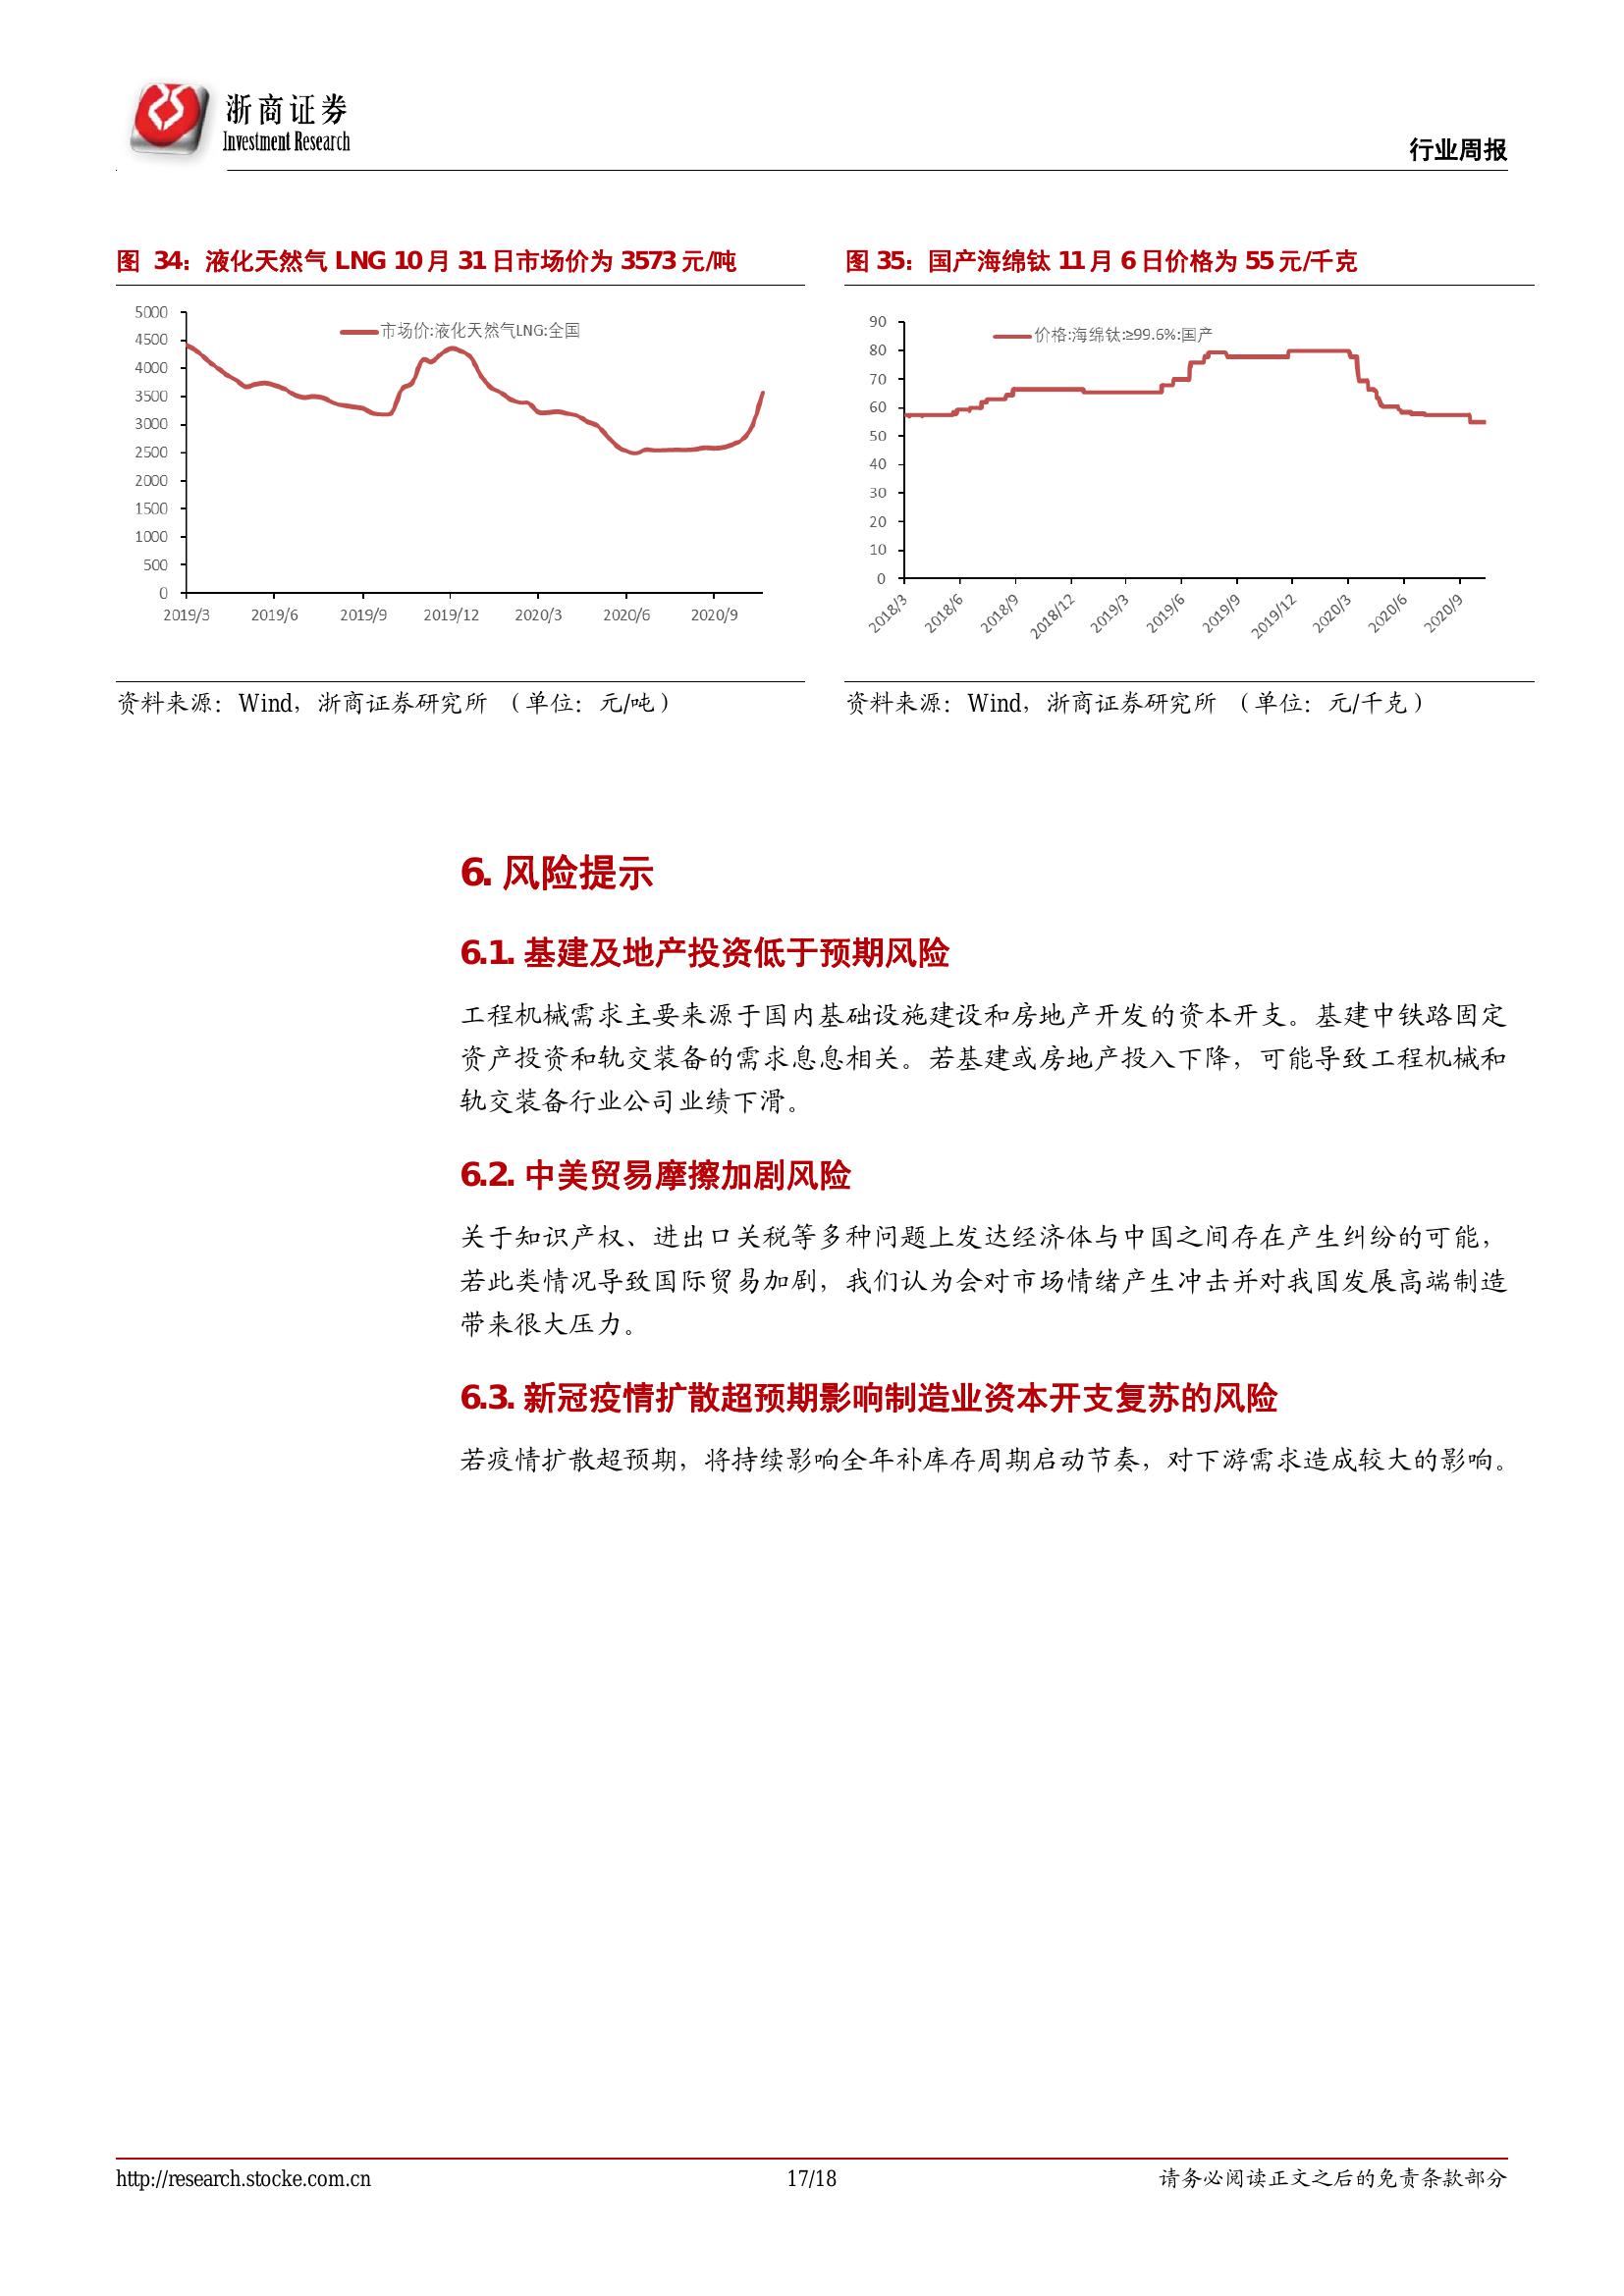 浙商证券
Investment Research
行业周报
图 34：液化天然气 LNG 10 月 31 日市场价为 3573 元/吨
5000
4500
4000
3500
3000
2500
2000
1500
1000
500
0
市场价:液化天然气LNG:全国
2019/3 2019/6 2019/9 2019/12 2020/3 2020/6 2020/9
资料来源：Wind，浙商证券研究所 （单位：元/吨）
图 35：国产海绵钛 11 月 6 日价格为 55 元/千克
90
80
70
60
50
40
30
20
10
0
价格:海绵钛:≥99.6%:国产
2018/3 2018/6 2018/9 2018/12 2019/3 2019/6 2019/9 2019/12 2020/3 2020/6 2020/9
资料来源：Wind，浙商证券研究所 （单位：元/千克）
6. 风险提示
6.1. 基建及地产投资低于预期风险
工程机械需求主要来源于国内基础设施建设和房地产开发的资本开支。基建中铁路固定
资产投资和轨交装备的需求息息相关。若基建或房地产投入下降，可能导致工程机械和
轨交装备行业公司业绩下滑。
6.2. 中美贸易摩擦加剧风险
关于知识产权、进出口关税等多种问题上发达经济体与中国之间存在产生纠纷的可能，
若此类情况导致国际贸易加剧，我们认为会对市场情绪产生冲击并对我国发展高端制造
带来很大压力。
6.3. 新冠疫情扩散超预期影响制造业资本开支复苏的风险
若疫情扩散超预期，将持续影响全年补库存周期启动节奏，对下游需求造成较大的影响。
http://research.stocke.com.cn
17/18
请务必阅读正文之后的免责条款部分